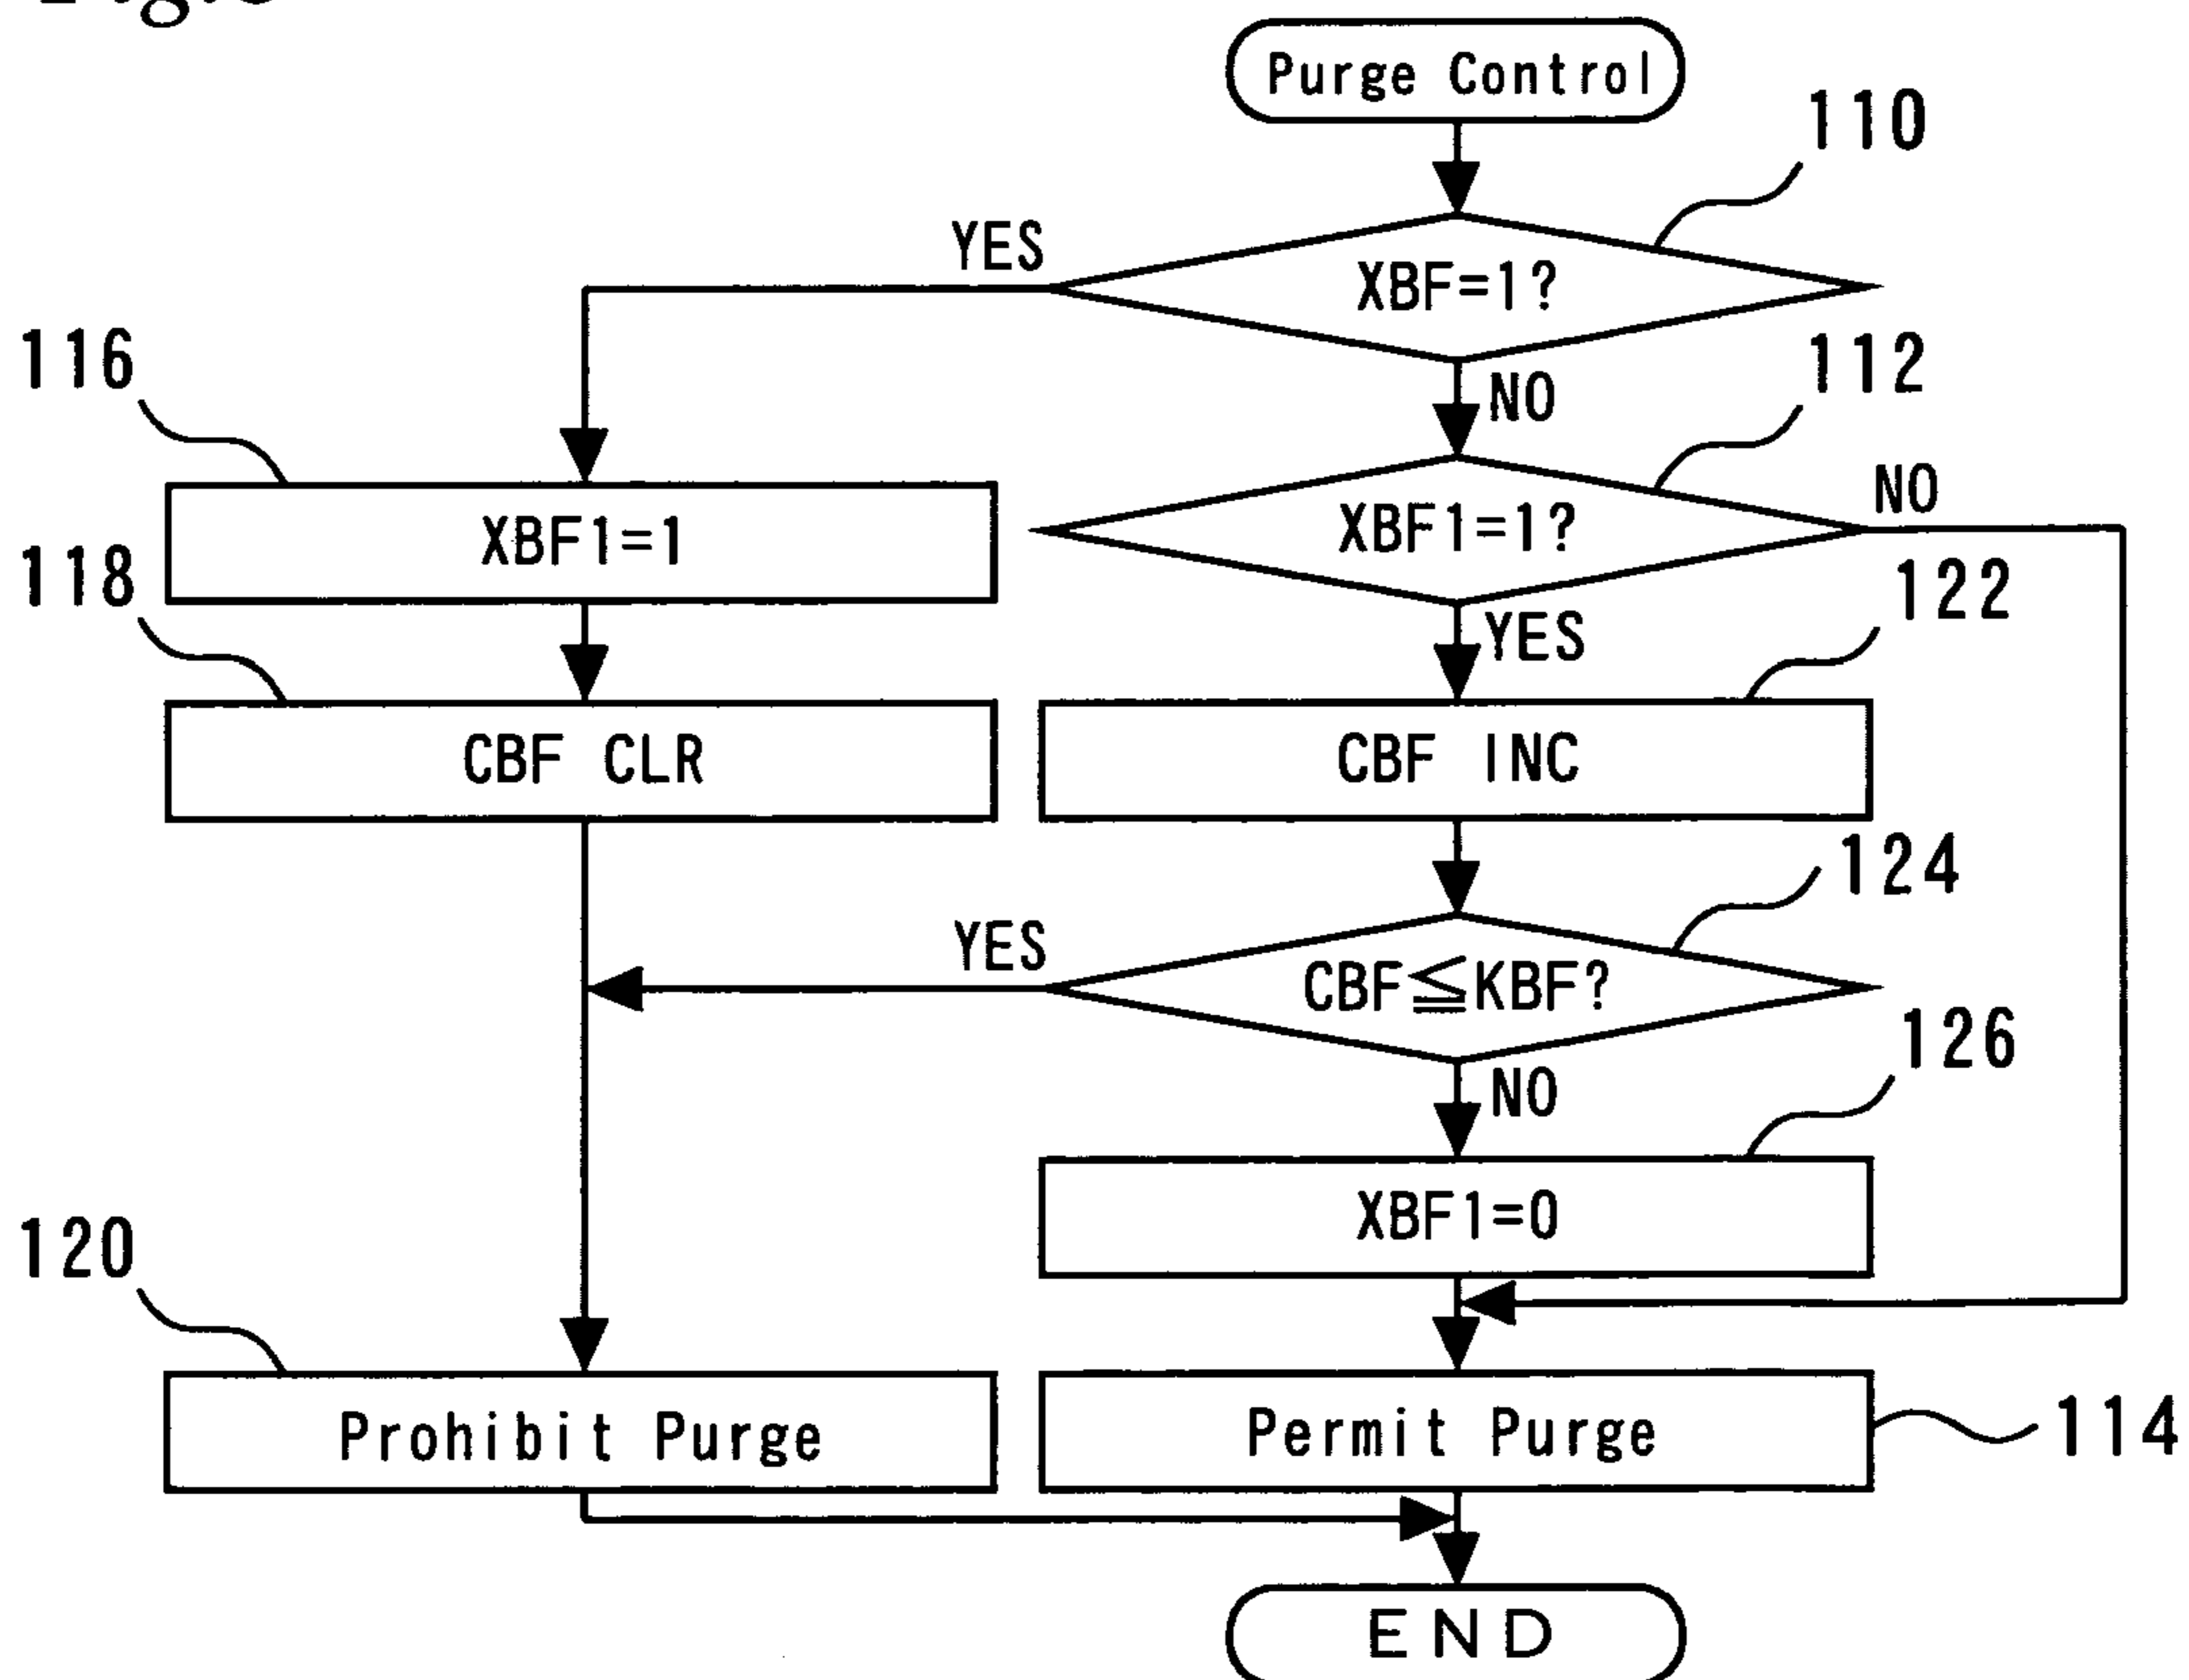 Purge Control
110
YES
XBF=1?
116
112
NO
XBF1=1
XBF1=1?
NO
118
122
YES
CBF CLR
CBF INC
124
YES
CBF≦KBF?
126
NO
XBF1=0
120
Prohibit Purge
Permit Purge
114
END